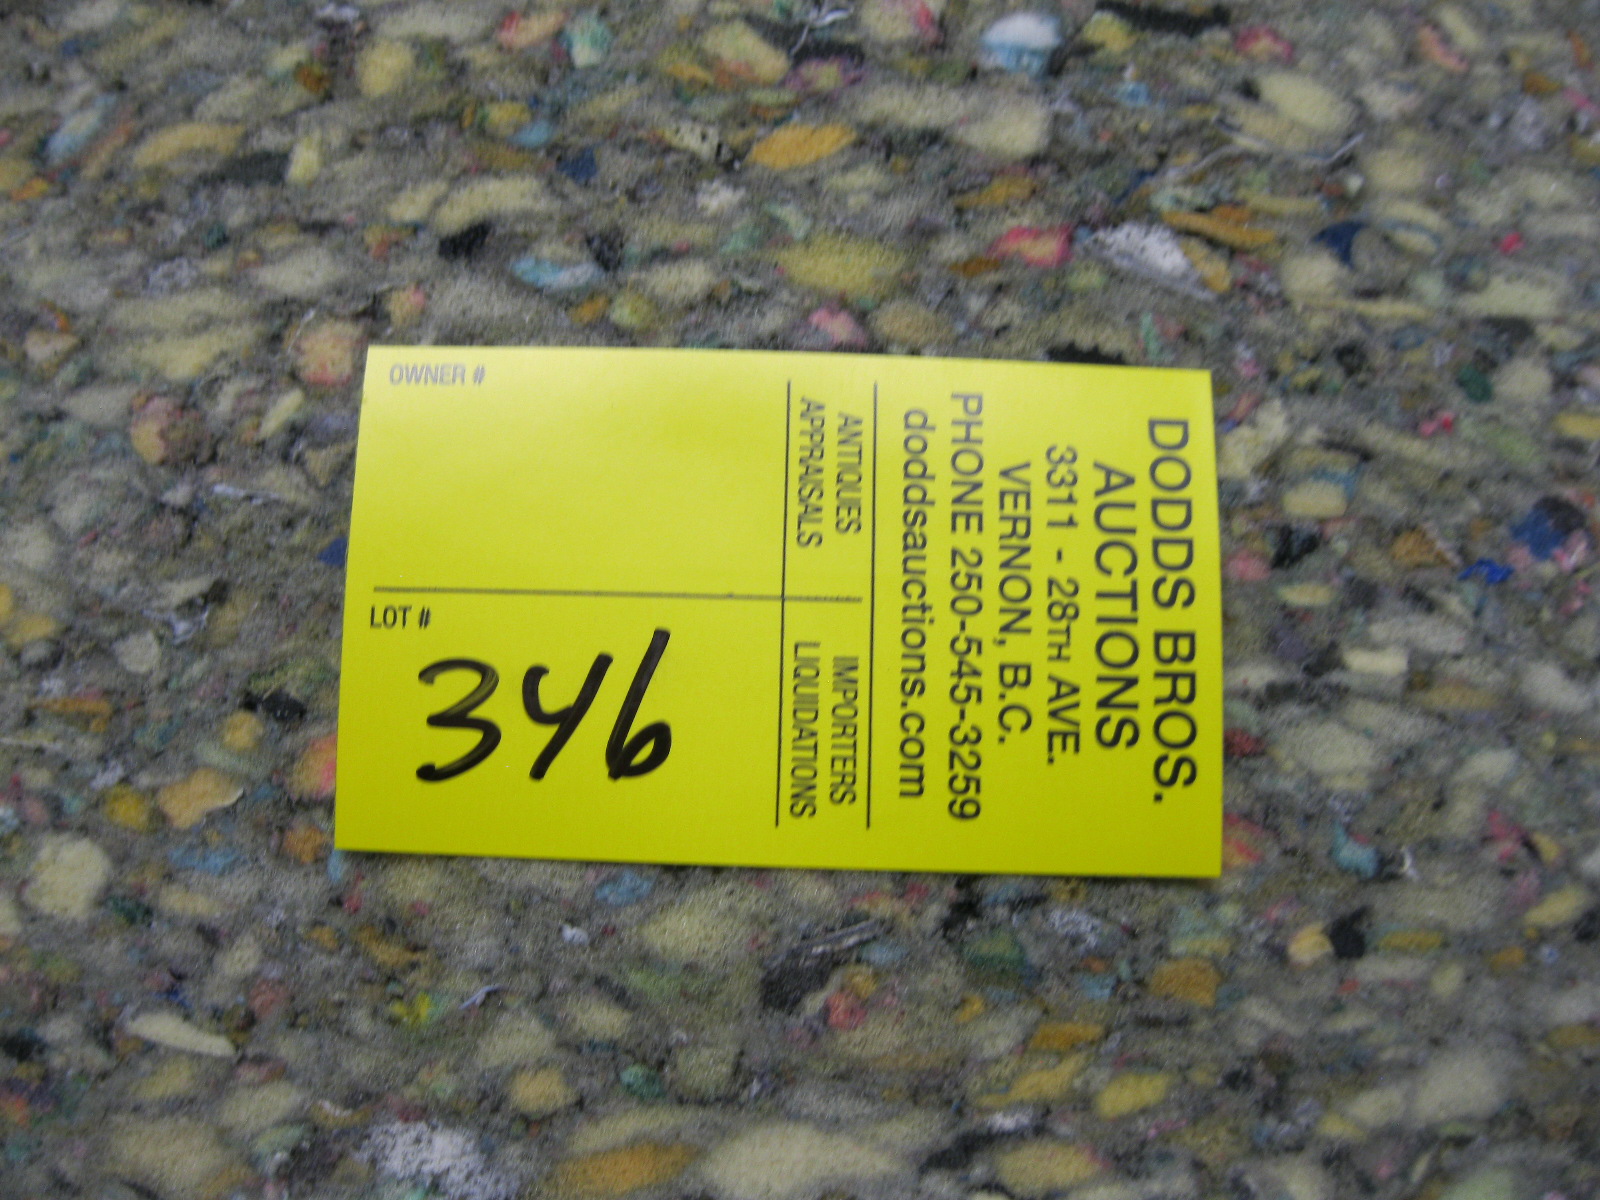 DODDS BROS.
AUCTIONS
3311 - 28TH AVE.
VERNON, B.C.
PHONE 250-545-3259
doddsauctions.com
ANTIQUES IMPORTERS
APPRAISALS LIQUIDATIONS
OWNER #
LOT #
346